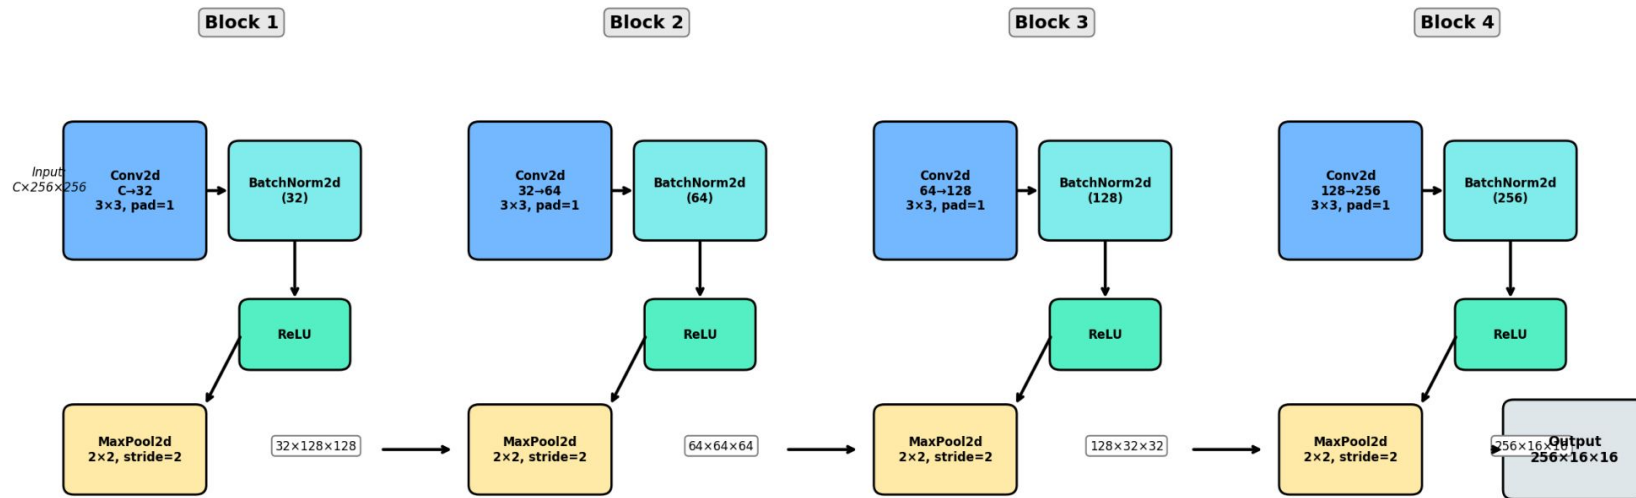 Block 1
Block 2
Block 3
Block 4
Input:
C×256×256
Conv2d
C→32
3×3, pad=1
BatchNorm2d
(32)
Conv2d
32→64
3×3, pad=1
BatchNorm2d
(64)
Conv2d
64→128
3×3, pad=1
BatchNorm2d
(128)
Conv2d
128→256
3×3, pad=1
BatchNorm2d
(256)
ReLU
ReLU
ReLU
ReLU
MaxPool2d
2×2, stride=2
32×128×128
MaxPool2d
2×2, stride=2
64×64×64
MaxPool2d
2×2, stride=2
128×32×32
MaxPool2d
2×2, stride=2
256×16×16
Output
256×16×16